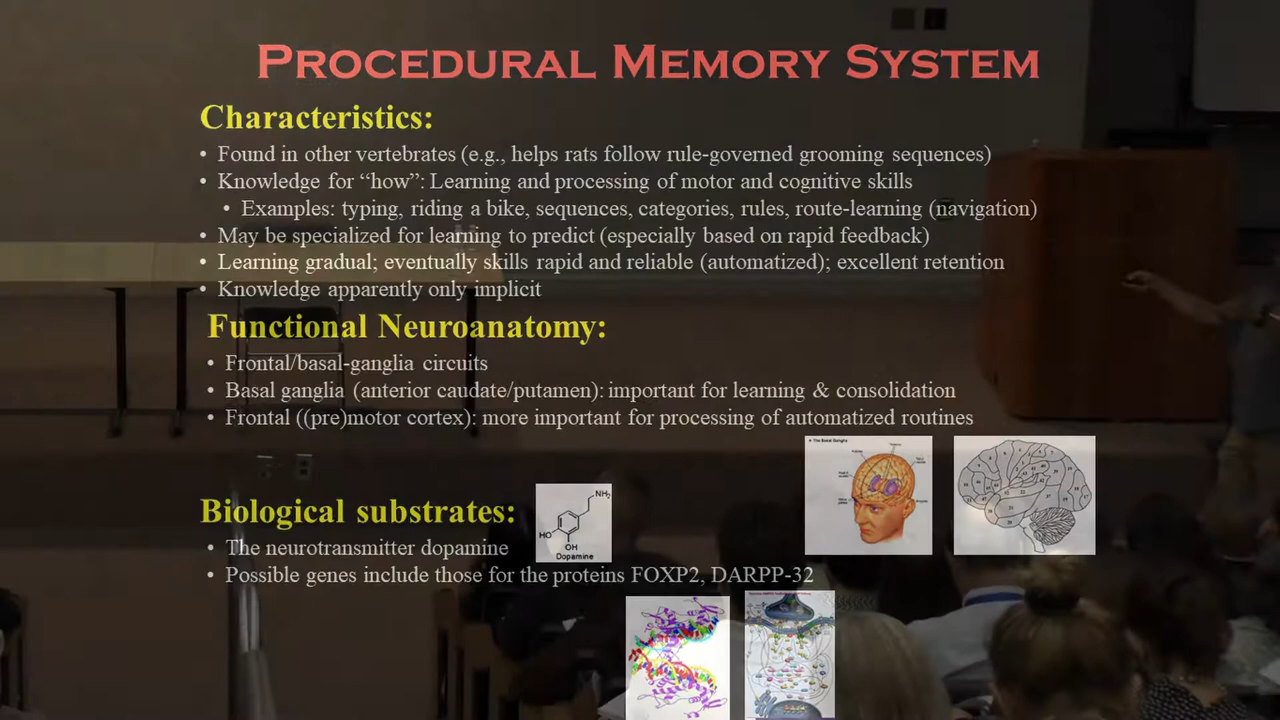 PROCEDURAL MEMORY SYSTEM
Characteristics:
• Found in other vertebrates (e.g., helps rats follow rule-governed grooming sequences)
• Knowledge for “how”: Learning and processing of motor and cognitive skills
• Examples: typing, riding a bike, sequences, categories, rules, route-learning (navigation)
• May be specialized for learning to predict (especially based on rapid feedback)
• Learning gradual; eventually skills rapid and reliable (automatized); excellent retention
• Knowledge apparently only implicit
Functional Neuroanatomy:
• Frontal/basal-ganglia circuits
• Basal ganglia (anterior caudate/putamen): important for learning & consolidation
• Frontal ((pre)motor cortex): more important for processing of automatized routines
The Basal Ganglia
Biological substrates:
NH2
HO
OH
Dopamine
• The neurotransmitter dopamine
• Possible genes include those for the proteins FOXP2, DARPP-32